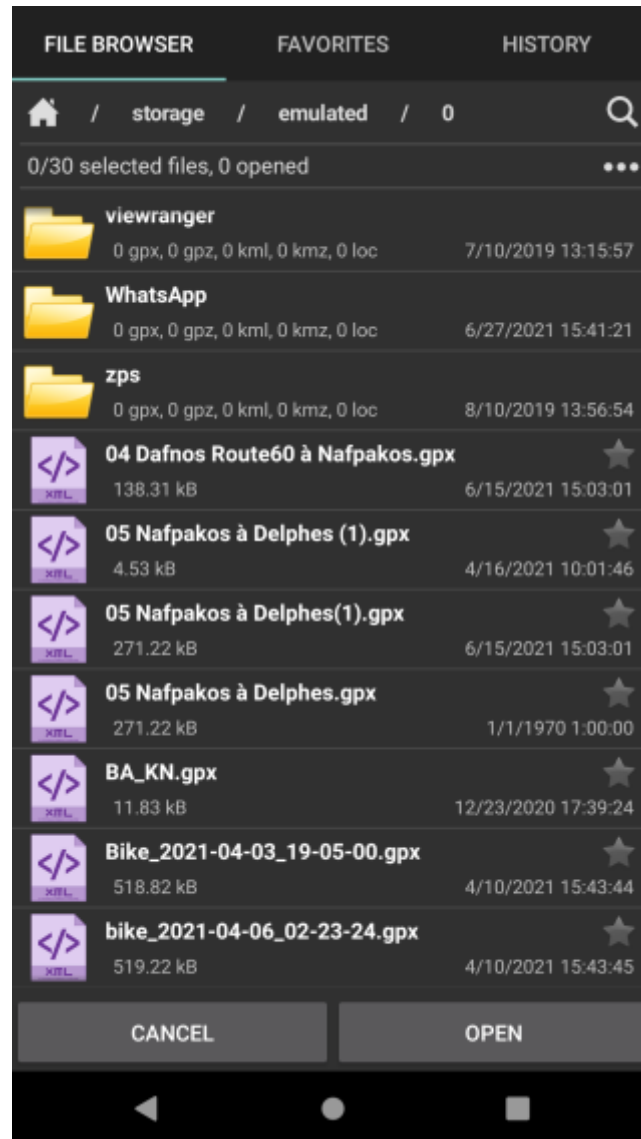 FILE BROWSER FAVORITES HISTORY
/ storage / emulated / 0
0/30 selected files, 0 opened
viewranger
0 gpx, 0 gpz, 0 kml, 0 kmz, 0 loc 7/10/2019 13:15:57
WhatsApp
0 gpx, 0 gpz, 0 kml, 0 kmz, 0 loc 6/27/2021 15:41:21
zps
0 gpx, 0 gpz, 0 kml, 0 kmz, 0 loc 8/10/2019 13:56:54
</> XML
04 Dafnos Route60 à Nafpakos.gpx
138.31 kB 6/15/2021 15:03:01
</> XML
05 Nafpakos à Delphes (1).gpx
4.53 kB 4/16/2021 10:01:46
</> XML
05 Nafpakos à Delphes(1).gpx
271.22 kB 6/15/2021 15:03:01
</> XML
05 Nafpakos à Delphes.gpx
271.22 kB 1/1/1970 1:00:00
</> XML
BA_KN.gpx
11.83 kB 12/23/2020 17:39:24
</> XML
Bike_2021-04-03_19-05-00.gpx
518.82 kB 4/10/2021 15:43:44
</> XML
bike_2021-04-06_02-23-24.gpx
519.22 kB 4/10/2021 15:43:45
CANCEL OPEN